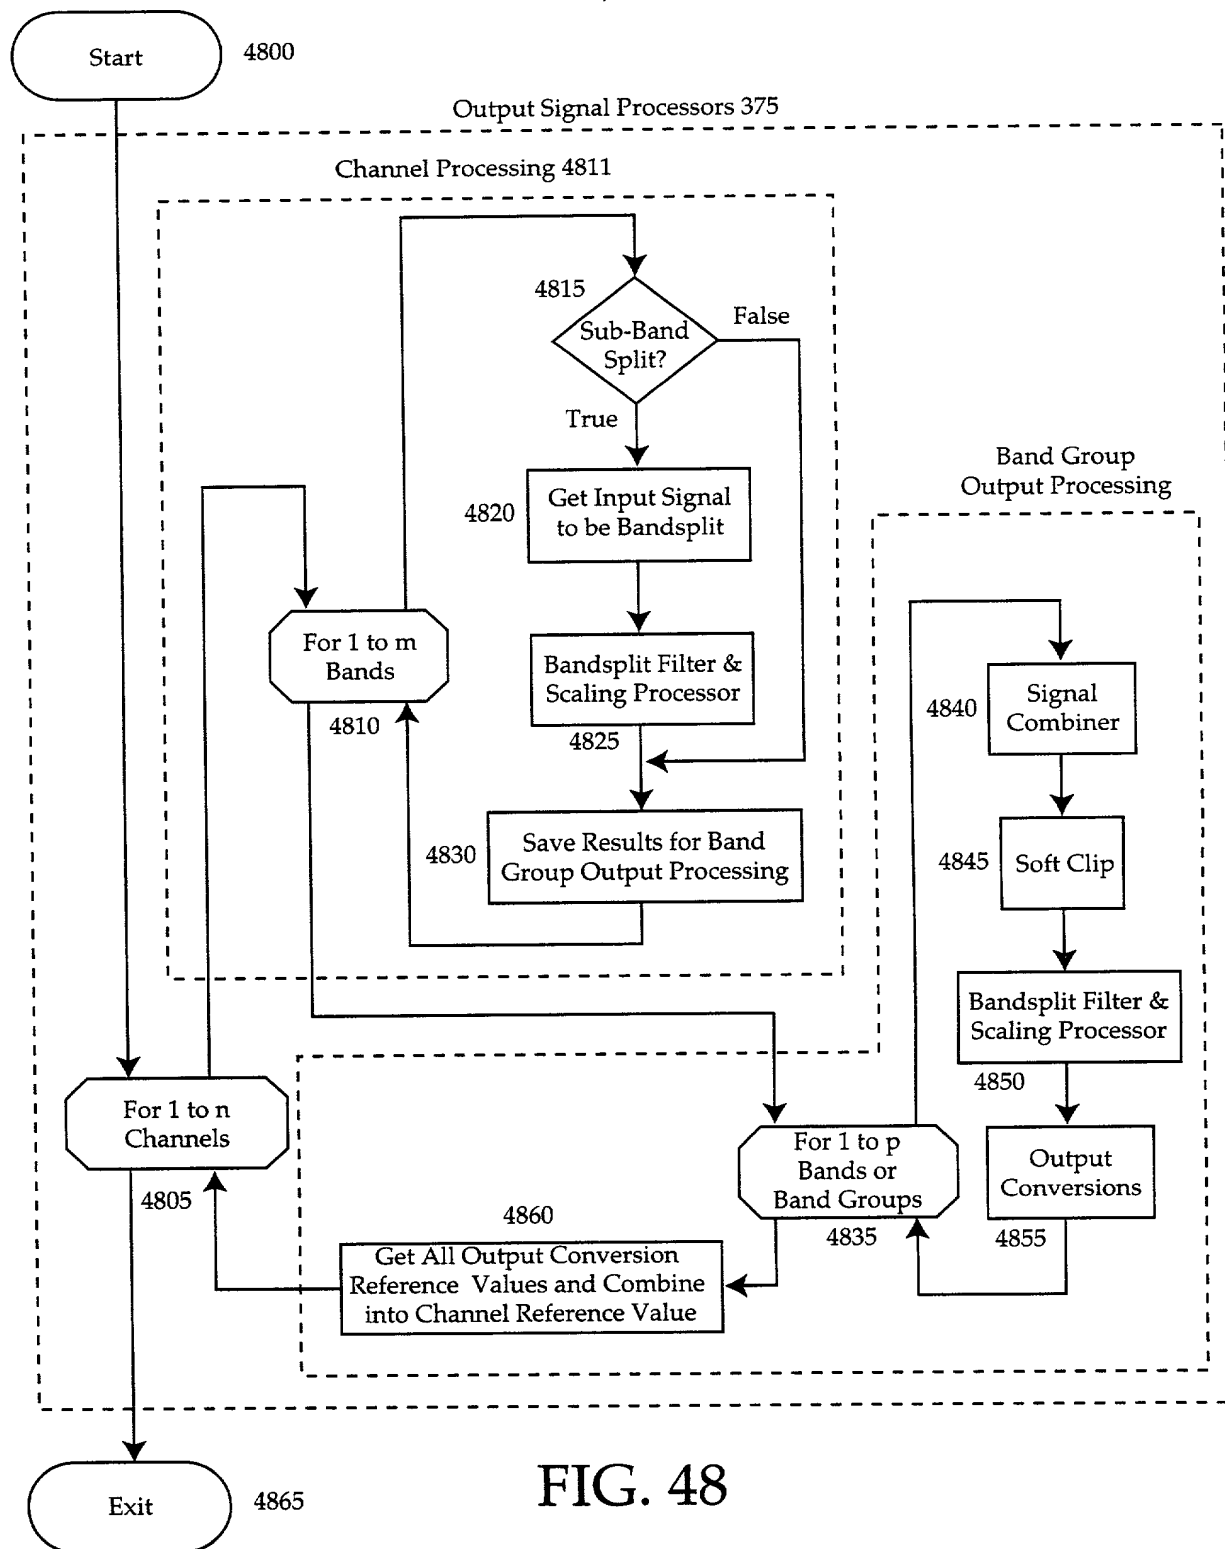 Start
4800
Output Signal Processors 375
Channel Processing 4811
4815
Sub-Band
Split?
False
True
4820
Get Input Signal
to be Bandsplit
Band Group
Output Processing
For 1 to m
Bands
4810
Bandsplit Filter &
Scaling Processor
4825
4830
Save Results for Band
Group Output Processing
4840
Signal
Combiner
4845
Soft Clip
Bandsplit Filter &
Scaling Processor
4850
For 1 to n
Channels
4805
For 1 to p
Bands or
Band Groups
4835
Output
Conversions
4855
4860
Get All Output Conversion
Reference Values and Combine
into Channel Reference Value
Exit
4865
FIG. 48